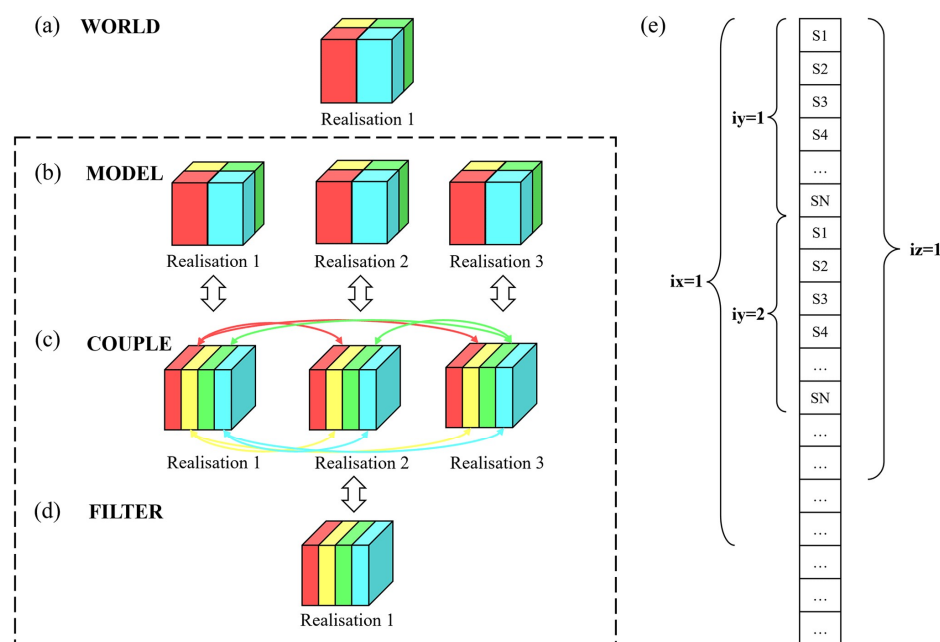 (a) WORLD
Realisation 1
(b) MODEL
Realisation 1 Realisation 2 Realisation 3
(c) COUPLE
Realisation 1 Realisation 2 Realisation 3
(d) FILTER
Realisation 1
(e)
S1
S2
S3
S4
...
SN
S1
S2
S3
S4
...
SN
...
...
...
...
...
...
...
iy=1
iy=2
ix=1
iz=1